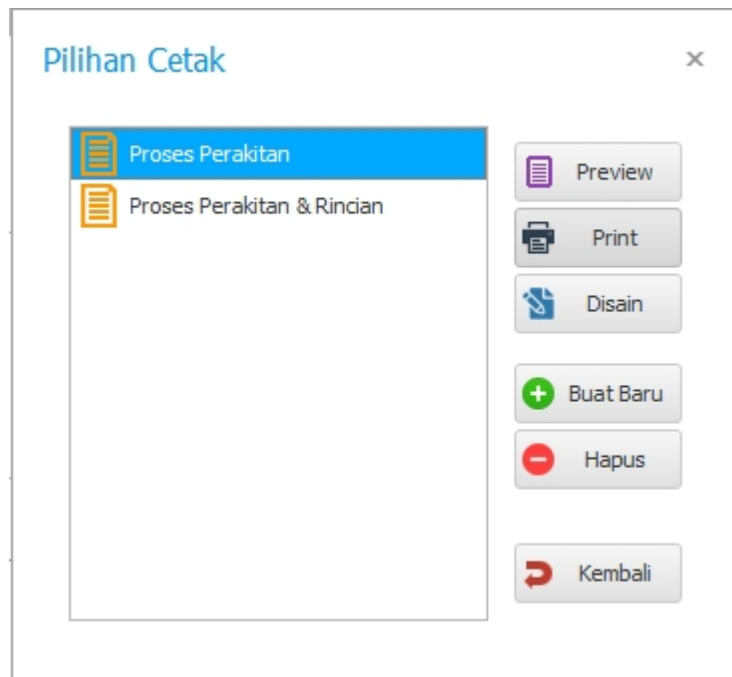 Pilihan Cetak
Proses Perakitan
Proses Perakitan & Rincian
Preview
Print
Disain
Buat Baru
Hapus
Kembali